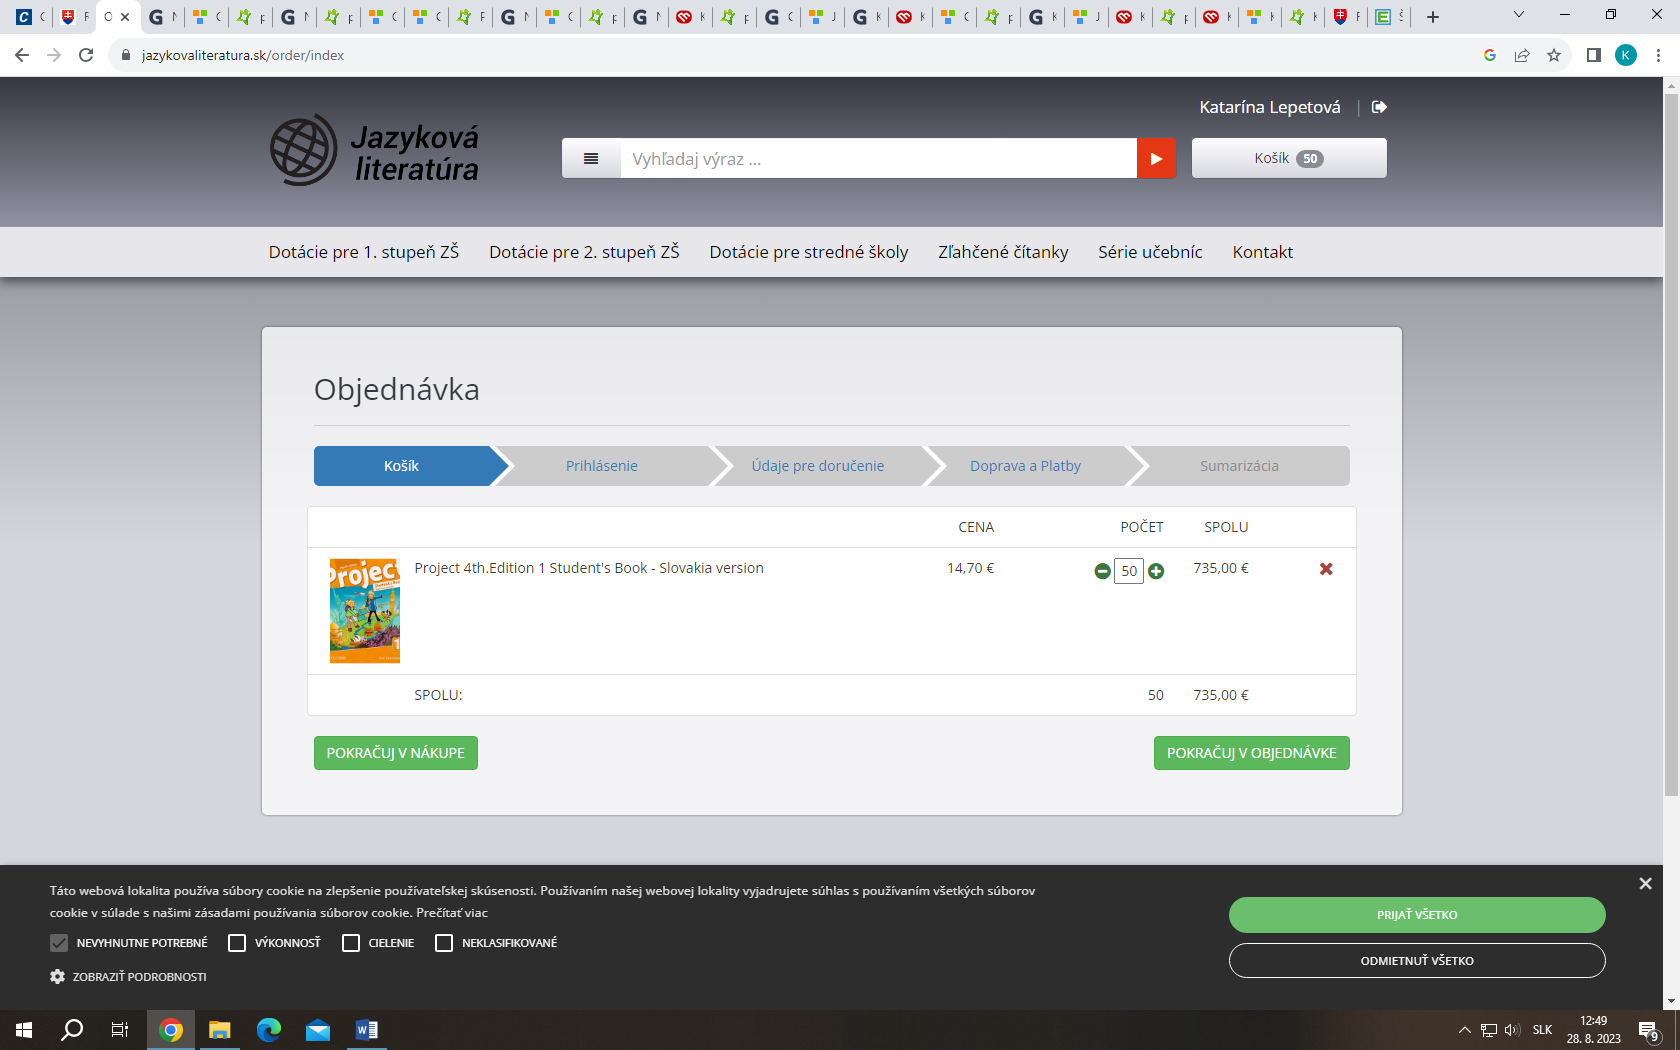 jazykovaliteratura.sk/order/index
K
Katarína Lepetová
Jazyková
literatúra
Vyhľadaj výraz ...
Košík 50
Dotácie pre 1. stupeň ZŠ Dotácie pre 2. stupeň ZŠ Dotácie pre stredné školy Zľahčené čítanky Série učebníc Kontakt
Objednávka
Košík Prihlásenie Údaje pre doručenie Doprava a Platby Sumarizácia
CENA POČET SPOLU
Project
Project 4th.Edition 1 Student's Book - Slovakia version 14,70 € 50 735,00 €
SPOLU: 50 735,00 €
POKRAČUJ V NÁKUPE POKRAČUJ V OBJEDNÁVKE
Táto webová lokalita používa súbory cookie na zlepšenie používateľskej skúsenosti. Používaním našej webovej lokality vyjadrujete súhlas s používaním všetkých súborov
cookie v súlade s našimi zásadami používania súborov cookie. Prečítať viac
NEVYHNUTNE POTREBNÉ VÝKONNOSŤ CIELENIE NEKLASIFIKOVANÉ
ZOBRAZIŤ PODROBNOSTI
PRIJAŤ VŠETKO
ODMIETNUŤ VŠETKO
SLK
12:49
28. 8. 2023
9